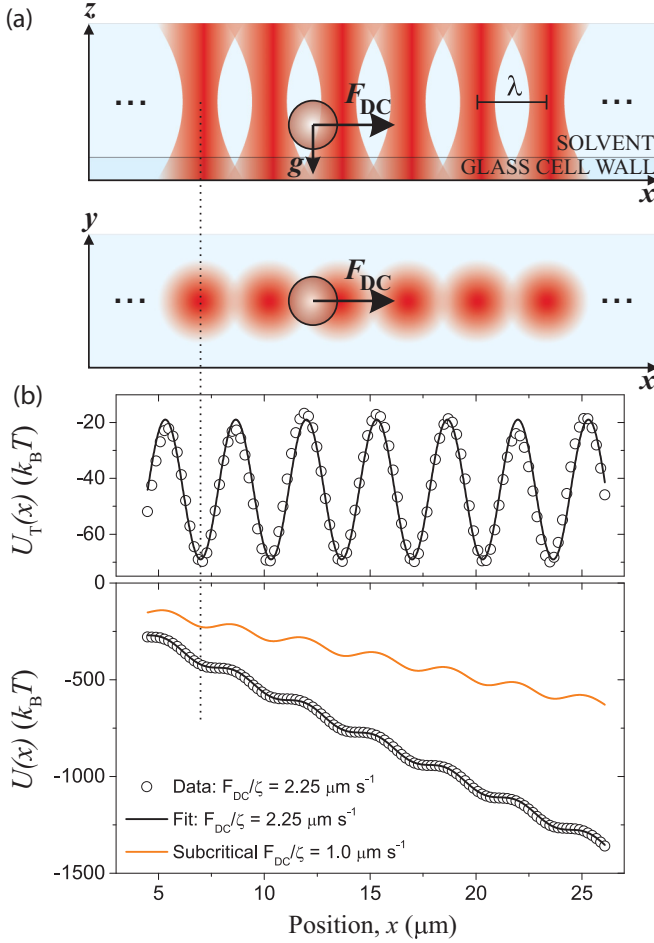 (a)
z
... F_DC λ ...
g
SOLVENT
GLASS CELL WALL
x
y
... F_DC ...
x
(b)
U_T(x) (k_BT)
-20
-40
-60
U(x) (k_BT)
0
-500
-1000
-1500
Data: F_DC/ζ = 2.25 μm s⁻¹
Fit: F_DC/ζ = 2.25 μm s⁻¹
Subcritical F_DC/ζ = 1.0 μm s⁻¹
5 10 15 20 25
Position, x (μm)